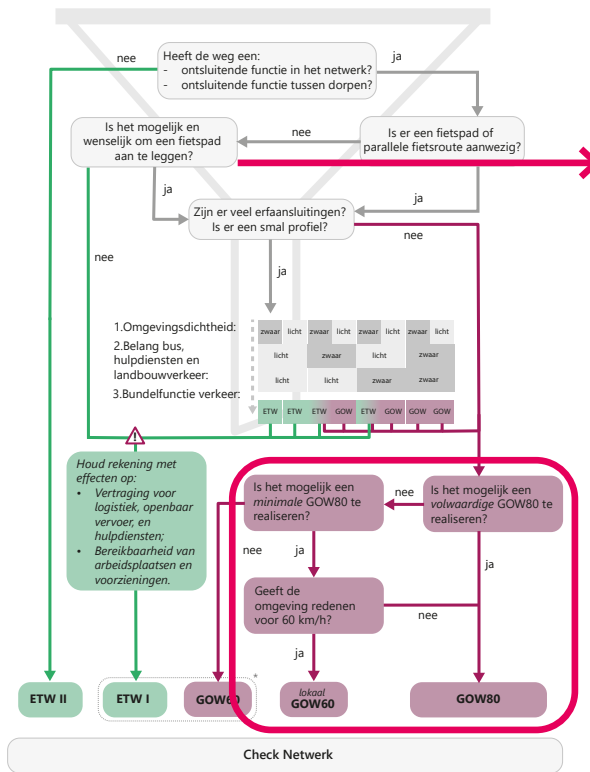 nee
Heeft de weg een:
- ontsluitende functie in het netwerk?
- ontsluitende functie tussen dorpen?
ja
Is het mogelijk en
wenselijk om een fietspad
aan te leggen?
nee
Is er een fietspad of
parallele fietsroute aanwezig?
ja
ja
Zijn er veel erfaansluitingen?
Is er een smal profiel?
nee
nee
ja
1.Omgevingsdichtheid:
zwaar licht zwaar licht zwaar licht zwaar licht
2.Belang bus,
hulpdiensten en
landbouwverkeer:
licht zwaar licht zwaar
3.Bundelfunctie verkeer:
licht licht zwaar zwaar
ETW ETW ETW GOW ETW GOW GOW GOW
!
Houd rekening met
effecten op:
• Vertraging voor
logistiek, openbaar
vervoer, en
hulpdiensten;
• Bereikbaarheid van
arbeidsplaatsen en
voorzieningen.
Is het mogelijk een
minimale GOW80 te
realiseren?
nee
Is het mogelijk een
volwaardige GOW80 te
realiseren?
nee
ja
ja
Geeft de
omgeving redenen
voor 60 km/h?
nee
ja
*
ETW II
ETW I
GOW60
lokaal
GOW60
GOW80
Check Netwerk